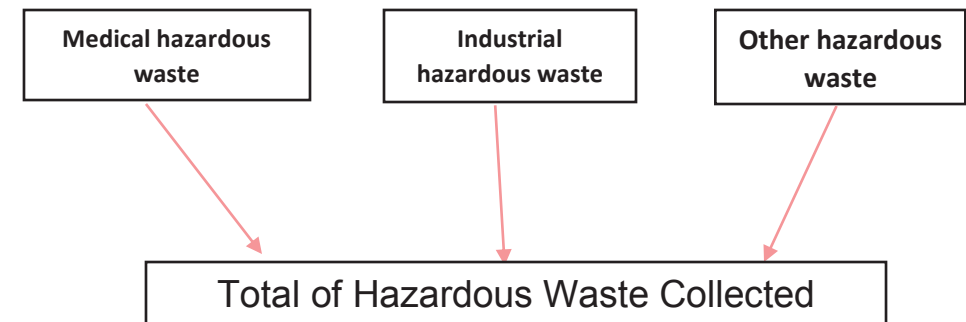 Medical hazardous
waste
Industrial
hazardous waste
Other hazardous
waste
Total of Hazardous Waste Collected